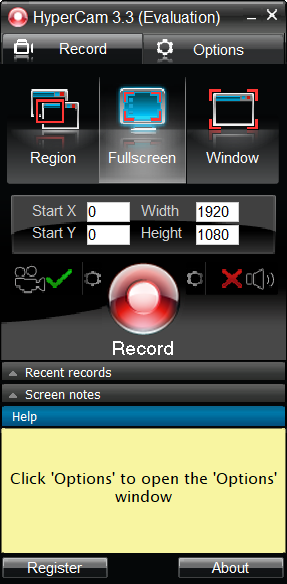 HyperCam 3.3 (Evaluation)
Record
Options
Region
Fullscreen
Window
Start X 0 Width 1920
Start Y 0 Height 1080
Record
Recent records
Screen notes
Help
Click 'Options' to open the 'Options'
window
Register
About